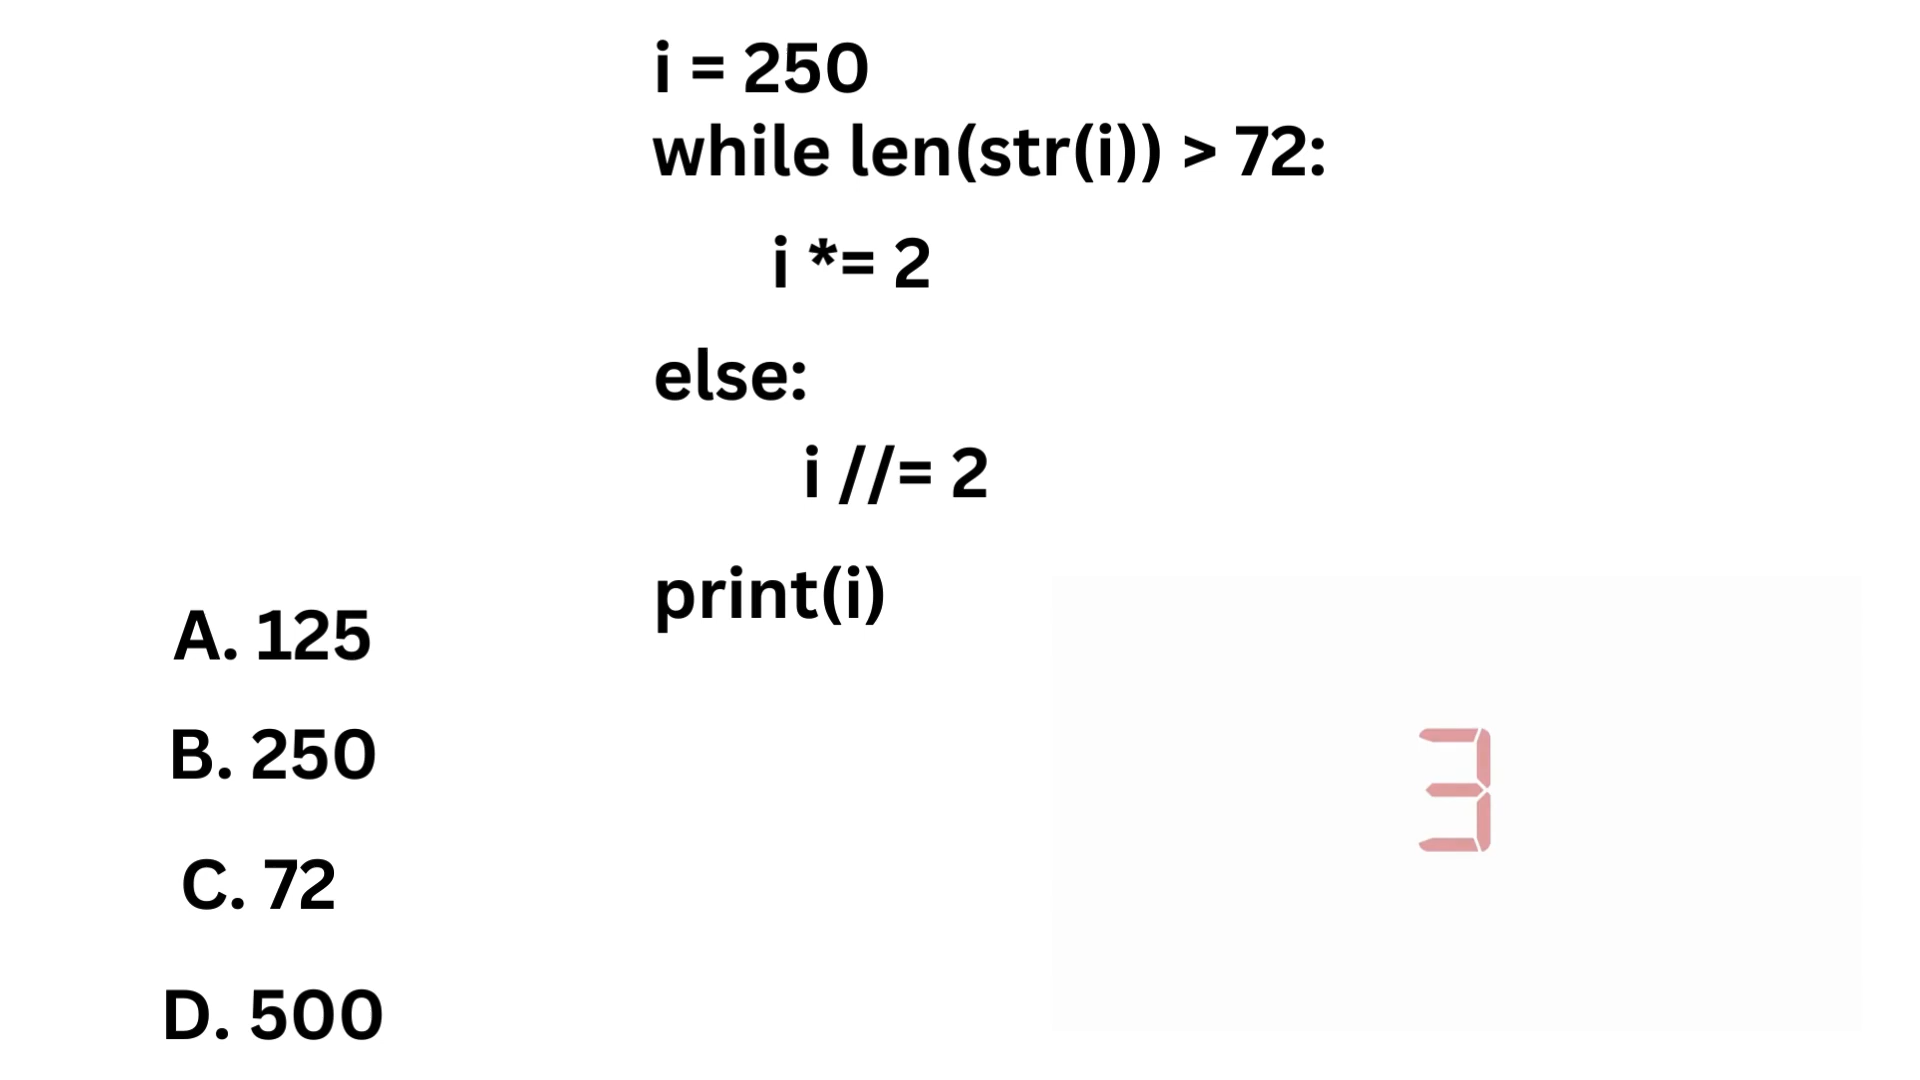 i = 250
while len(str(i)) > 72:
i *= 2
else:
i //= 2
print(i)
A. 125
B. 250
C. 72
D. 500
3